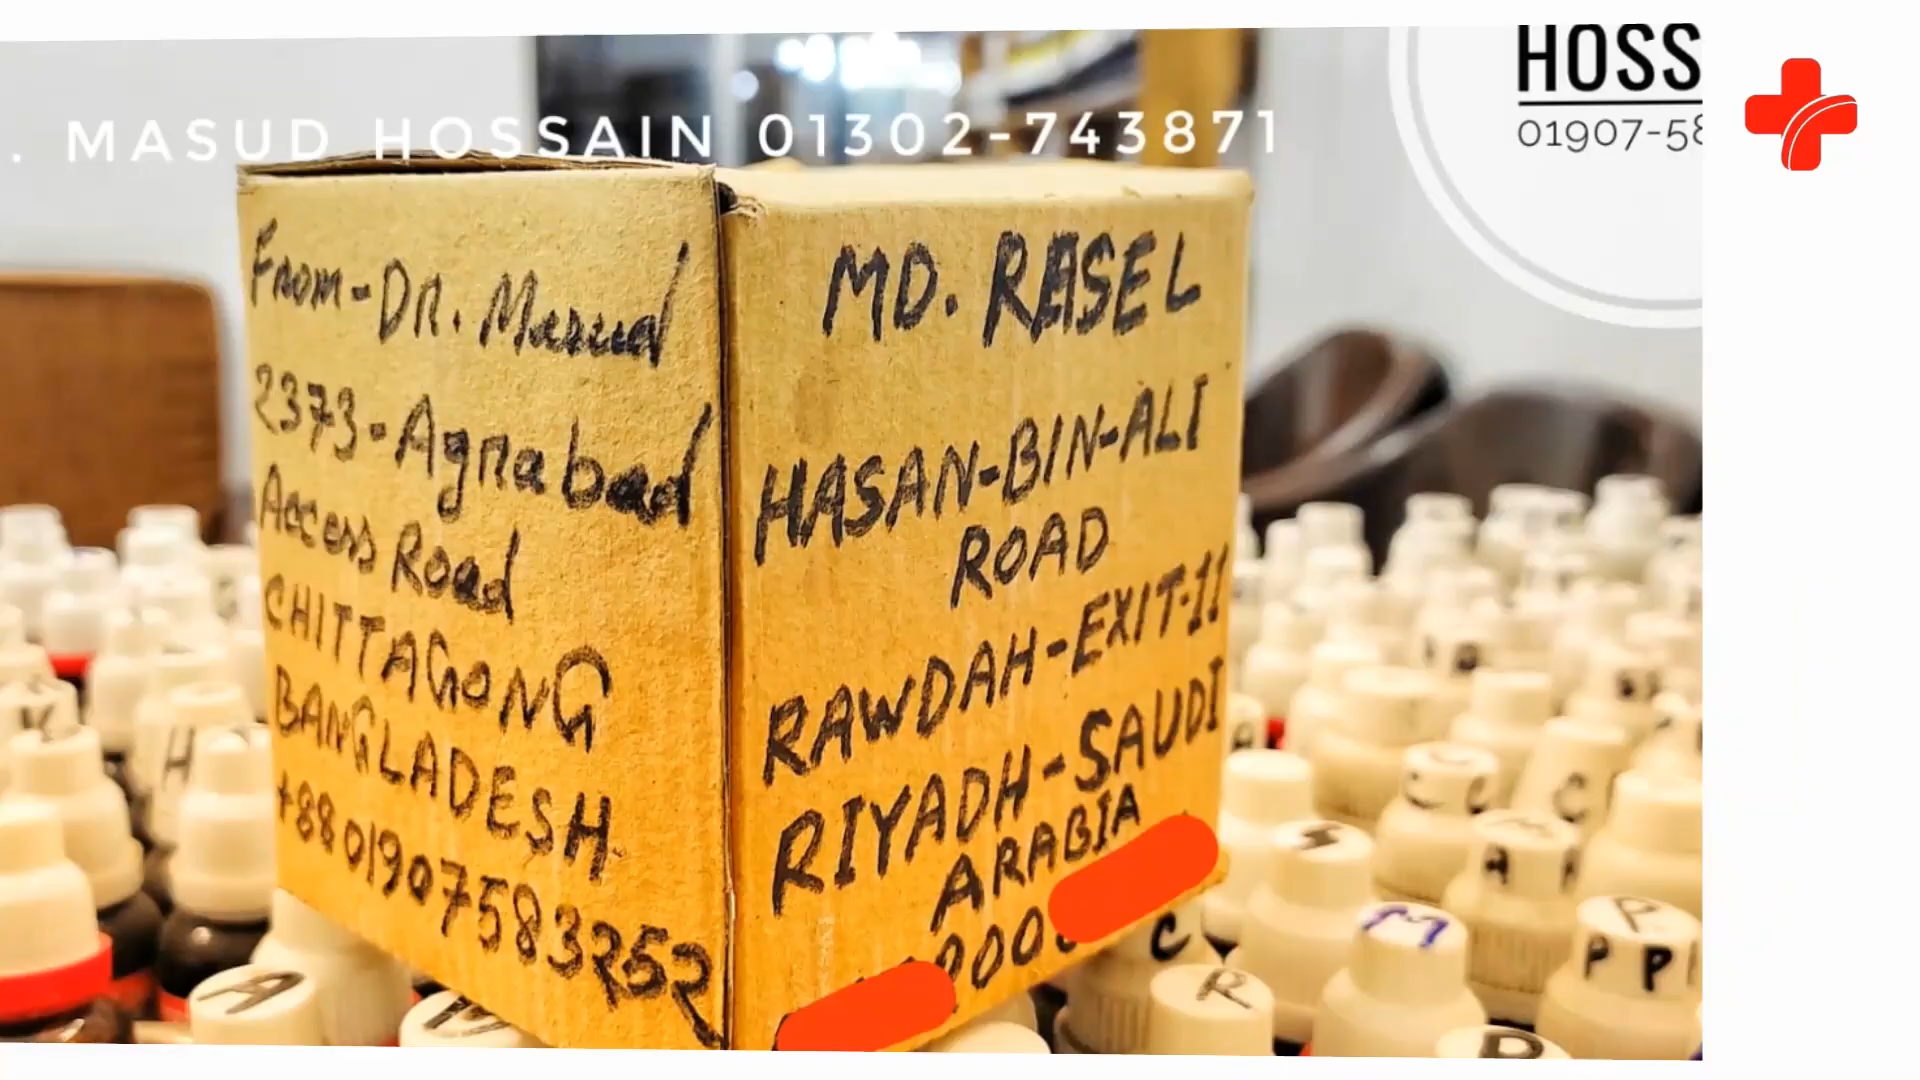 . MASUD HOSSAIN 01302-743871
HOSS
01907-58
From-DR. Masud
2373-Agrabad
Access Road
CHITTAGONG
BANGLADESH
+8801907583252
MD. RASEL
HASAN-BIN-ALI
ROAD
RAWDAH-EXIT-11
RIYADH-SAUDI
ARABIA
000
A
C
R
M
P
P P
S
C C
C
H